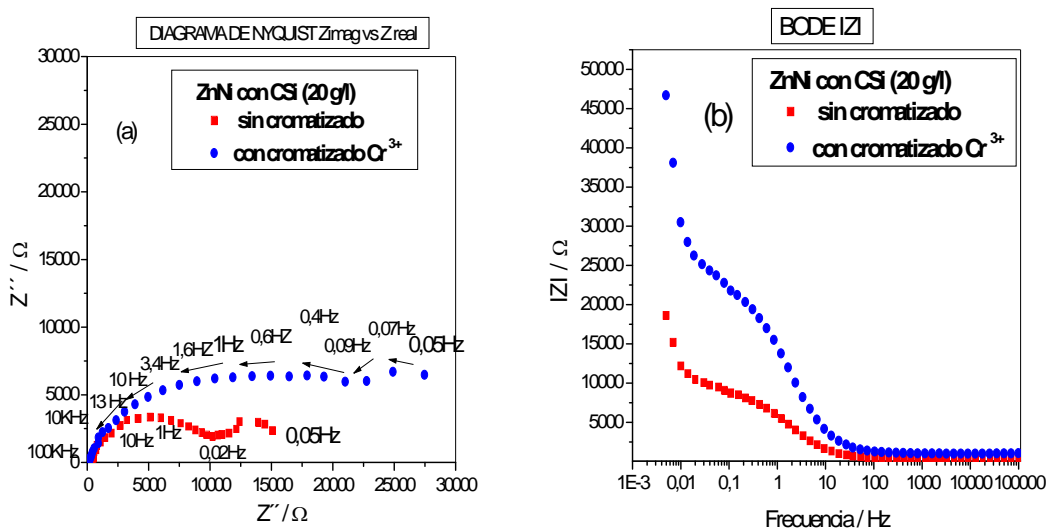 DIAGRAMA DE NYQUIST Zimag vs Z real
ZnNi con CSi (20 g/l)
sin cromatizado
con cromatizado Cr3+
(a)
30000
25000
20000
15000
10000
5000
0
Z´´ / Ω
0,4Hz
0,07Hz
0,6HZ
1Hz
0,05Hz
1,6HZ
0,09Hz
3,4Hz
10 Hz
13 Hz
10KHz
100KHz
10Hz
1Hz
0,02Hz
0,05Hz
0 5000 10000 15000 20000 25000 30000
Z´´ / Ω
BODE IZI
ZnNi con CSi (20 g/l)
sin cromatizado
con cromatizado Cr3+
(b)
50000
45000
40000
35000
30000
25000
20000
15000
10000
5000
IZI / Ω
1E-3 0,01 0,1 1 10 100 1000 10000 100000
Frecuencia / Hz